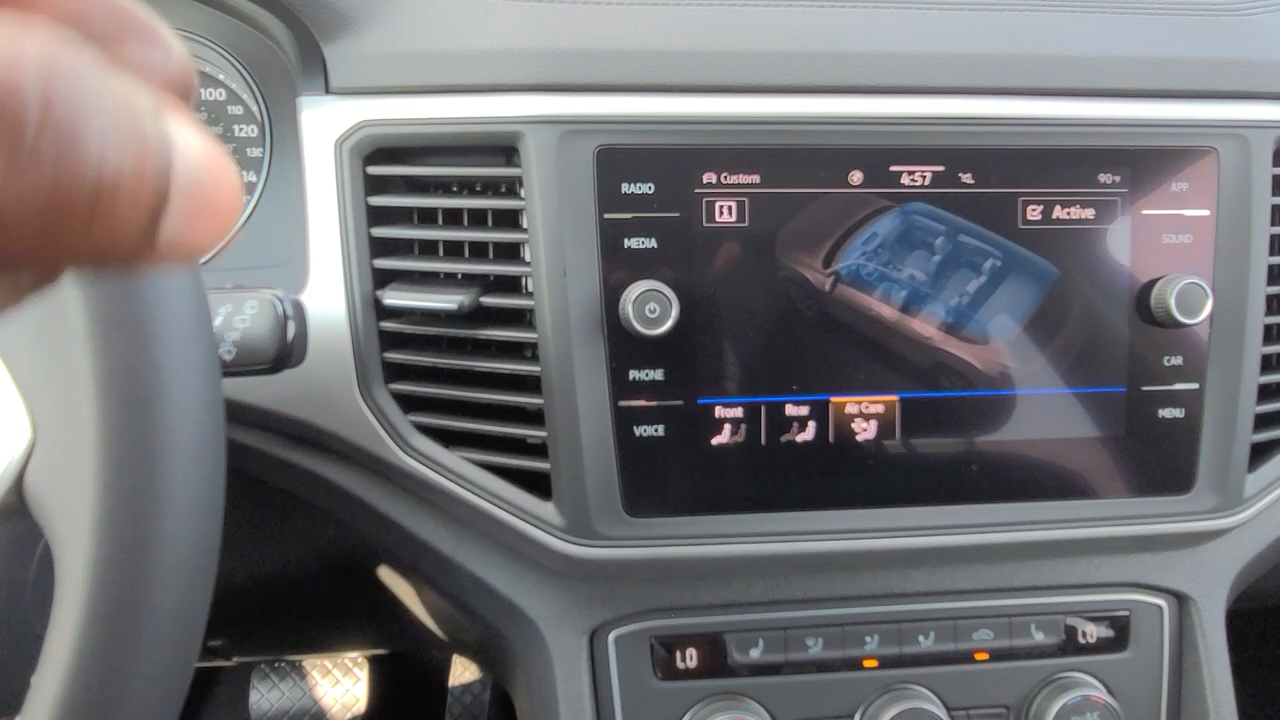 100
110
120
130
14
RADIO
MEDIA
PHONE
VOICE
Custom
4:57
90°F
i
Active
Front
Rear
Air Care
APP
SOUND
CAR
MENU
LO
LO